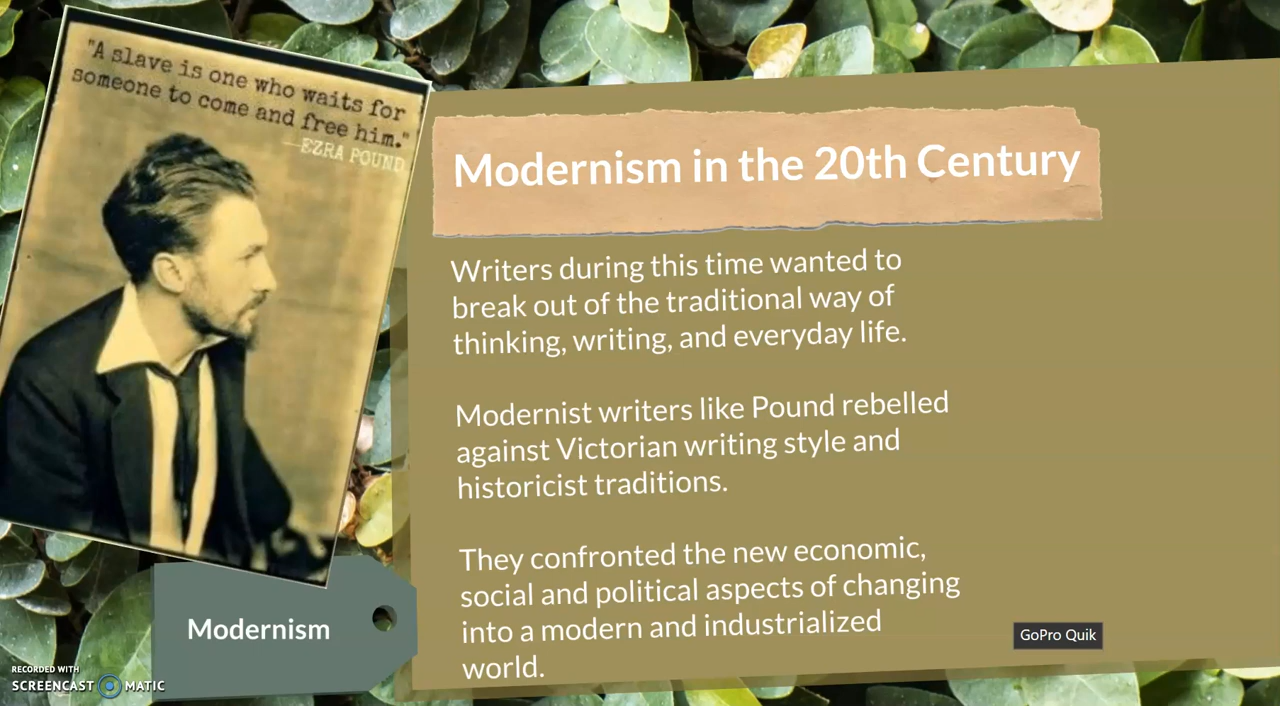 "A slave is one who waits for
someone to come and free him."
—EZRA POUND
Modernism in the 20th Century
Writers during this time wanted to
break out of the traditional way of
thinking, writing, and everyday life.
Modernist writers like Pound rebelled
against Victorian writing style and
historicist traditions.
They confronted the new economic,
social and political aspects of changing
into a modern and industrialized
world.
GoPro Quik
Modernism
RECORDED WITH
SCREENCAST MATIC